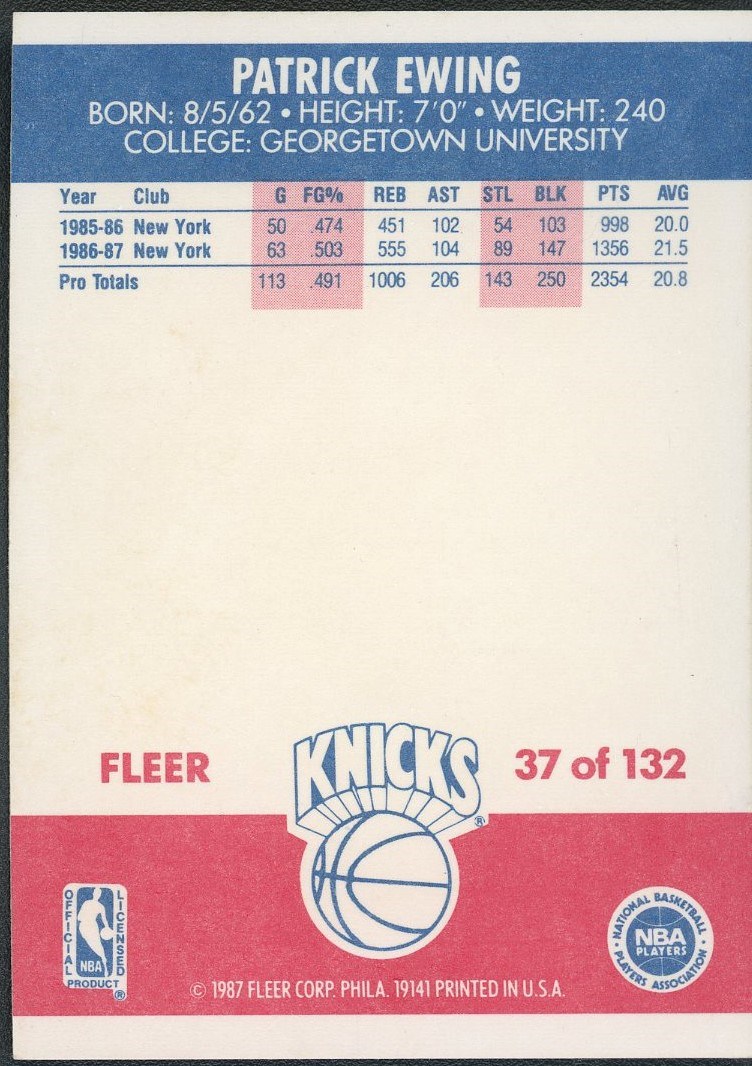 PATRICK EWING
BORN: 8/5/62 • HEIGHT: 7'0" • WEIGHT: 240
COLLEGE: GEORGETOWN UNIVERSITY
Year Club G FG% REB AST STL BLK PTS AVG
1985-86 New York 50 .474 451 102 54 103 998 20.0
1986-87 New York 63 .503 555 104 89 147 1356 21.5
Pro Totals 113 .491 1006 206 143 250 2354 20.8
FLEER
KNICKS ®
37 of 132
OFFICIAL
LICENSED
NBA
PRODUCT ®
NATIONAL BASKETBALL
NBA
PLAYERS
PLAYERS ASSOCIATION
© 1987 FLEER CORP. PHILA. 19141 PRINTED IN U.S.A.